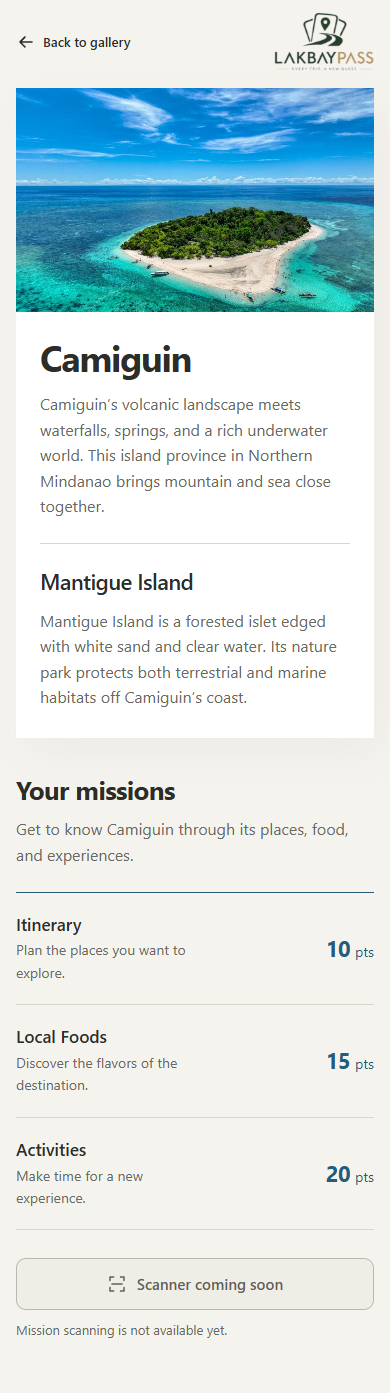 Back to gallery
LAKBAYPASS
EVERY TRIP, A NEW QUEST
Camiguin
Camiguin's volcanic landscape meets
waterfalls, springs, and a rich underwater
world. This island province in Northern
Mindanao brings mountain and sea close
together.
Mantigue Island
Mantigue Island is a forested islet edged
with white sand and clear water. Its nature
park protects both terrestrial and marine
habitats off Camiguin's coast.
Your missions
Get to know Camiguin through its places, food,
and experiences.
Itinerary
Plan the places you want to
explore.
10 pts
Local Foods
Discover the flavors of the
destination.
15 pts
Activities
Make time for a new
experience.
20 pts
Scanner coming soon
Mission scanning is not available yet.